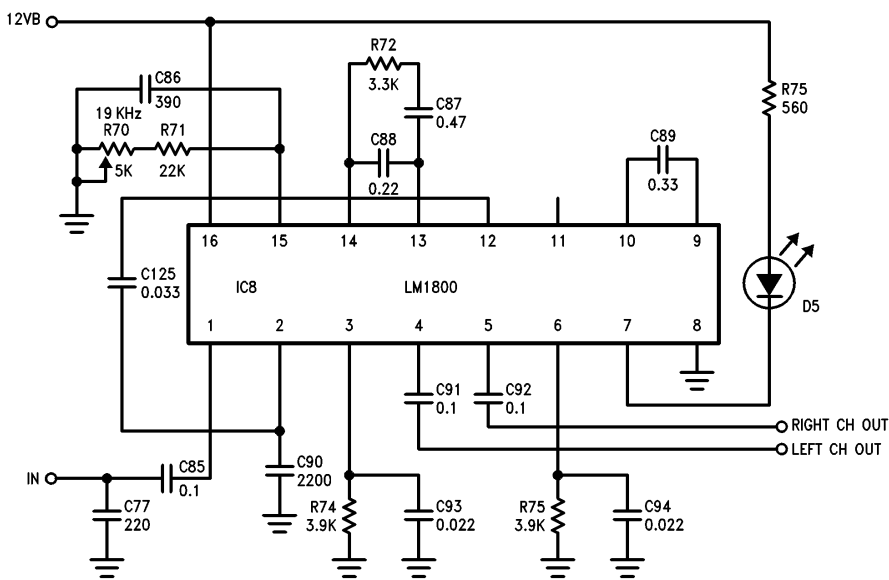 12VB
R72
3.3K
C86
390
C87
0.47
R75
560
19 KHz
R70
R71
5K
22K
C88
0.22
C89
0.33
16
15
14
13
12
11
10
9
C125
0.033
IC8
LM1800
D5
1
2
3
4
5
6
7
8
C91
0.1
C92
0.1
RIGHT CH OUT
LEFT CH OUT
IN
C85
0.1
C90
2200
C77
220
R74
3.9K
C93
0.022
R75
3.9K
C94
0.022